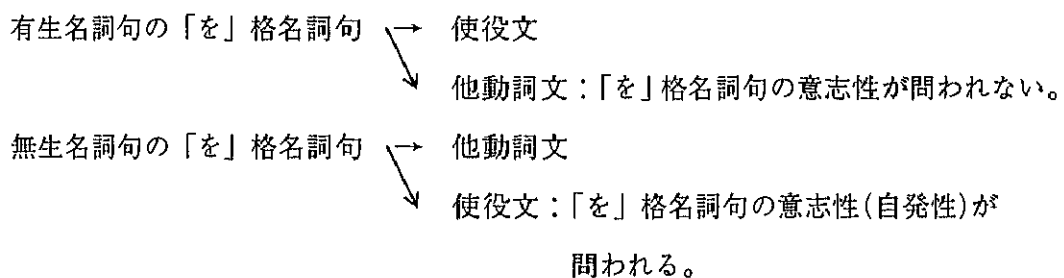 有生名詞句の「を」格名詞句 → 使役文
他動詞文：「を」格名詞句の意志性が問われない。
無生名詞句の「を」格名詞句 → 他動詞文
使役文：「を」格名詞句の意志性(自発性)が
問われる。